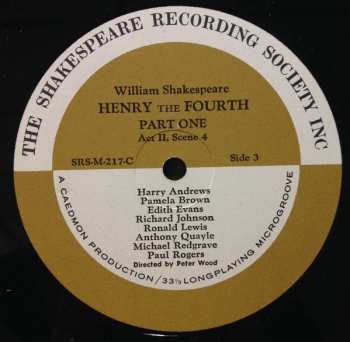 THE SHAKESPEARE RECORDING SOCIETY INC
William Shakespeare
HENRY THE FOURTH
PART ONE
Act II, Scene 4
SRS-M-217-C Side 3
Harry Andrews
Pamela Brown
Edith Evans
Richard Johnson
Ronald Lewis
Anthony Quayle
Michael Redgrave
Paul Rogers
Directed by Peter Wood
A CAEDMON PRODUCTION/33⅓ LONGPLAYING MICROGROOVE